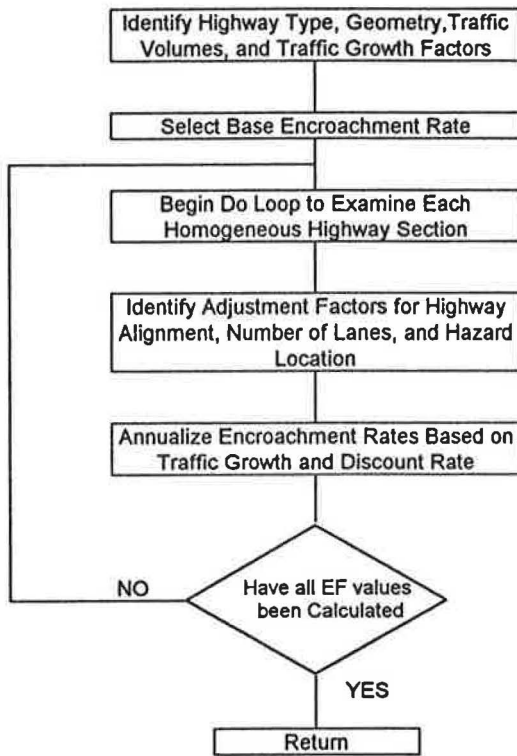 Identify Highway Type, Geometry,Traffic
Volumes, and Traffic Growth Factors
Select Base Encroachment Rate
Begin Do Loop to Examine Each
Homogeneous Highway Section
Identify Adjustment Factors for Highway
Alignment, Number of Lanes, and Hazard
Location
Annualize Encroachment Rates Based on
Traffic Growth and Discount Rate
NO
Have all EF values
been Calculated
YES
Return